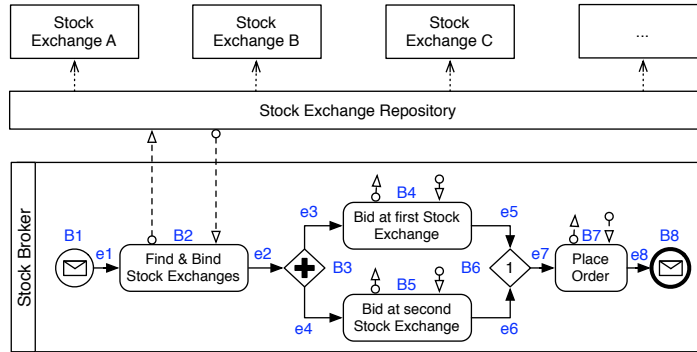 Stock
Exchange A
Stock
Exchange B
Stock
Exchange C
...
Stock Exchange Repository
Stock Broker
B1
e1
B2
Find & Bind
Stock Exchanges
e2
e3
B3
e4
B4
Bid at first Stock
Exchange
e5
B5
Bid at second
Stock Exchange
e6
B6
1
e7
B7
Place
Order
e8
B8